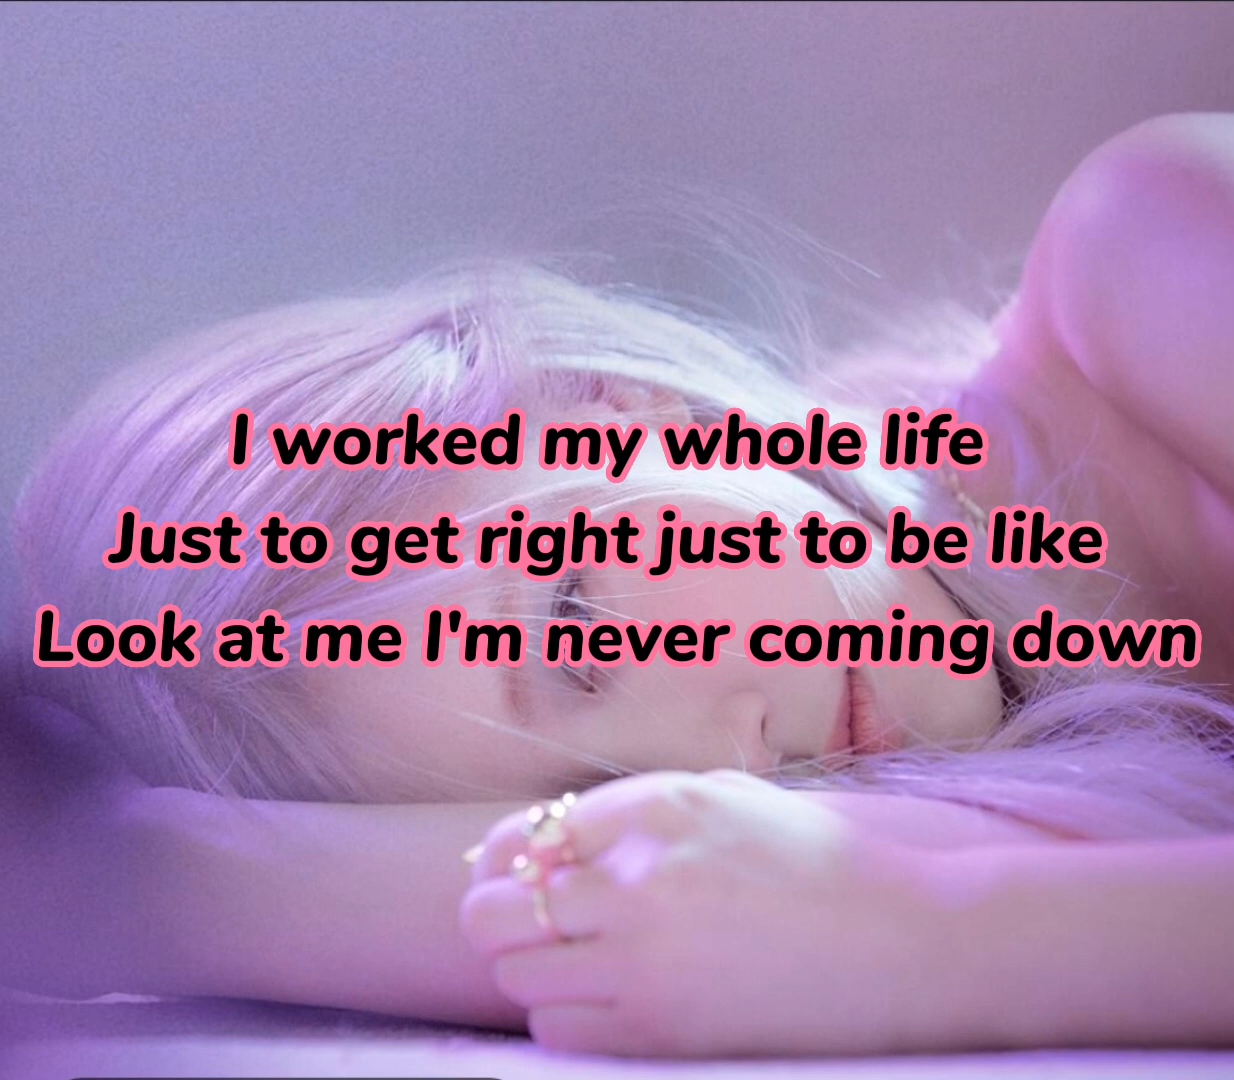 I worked my whole life
Just to get right just to be like
Look at me I'm never coming down